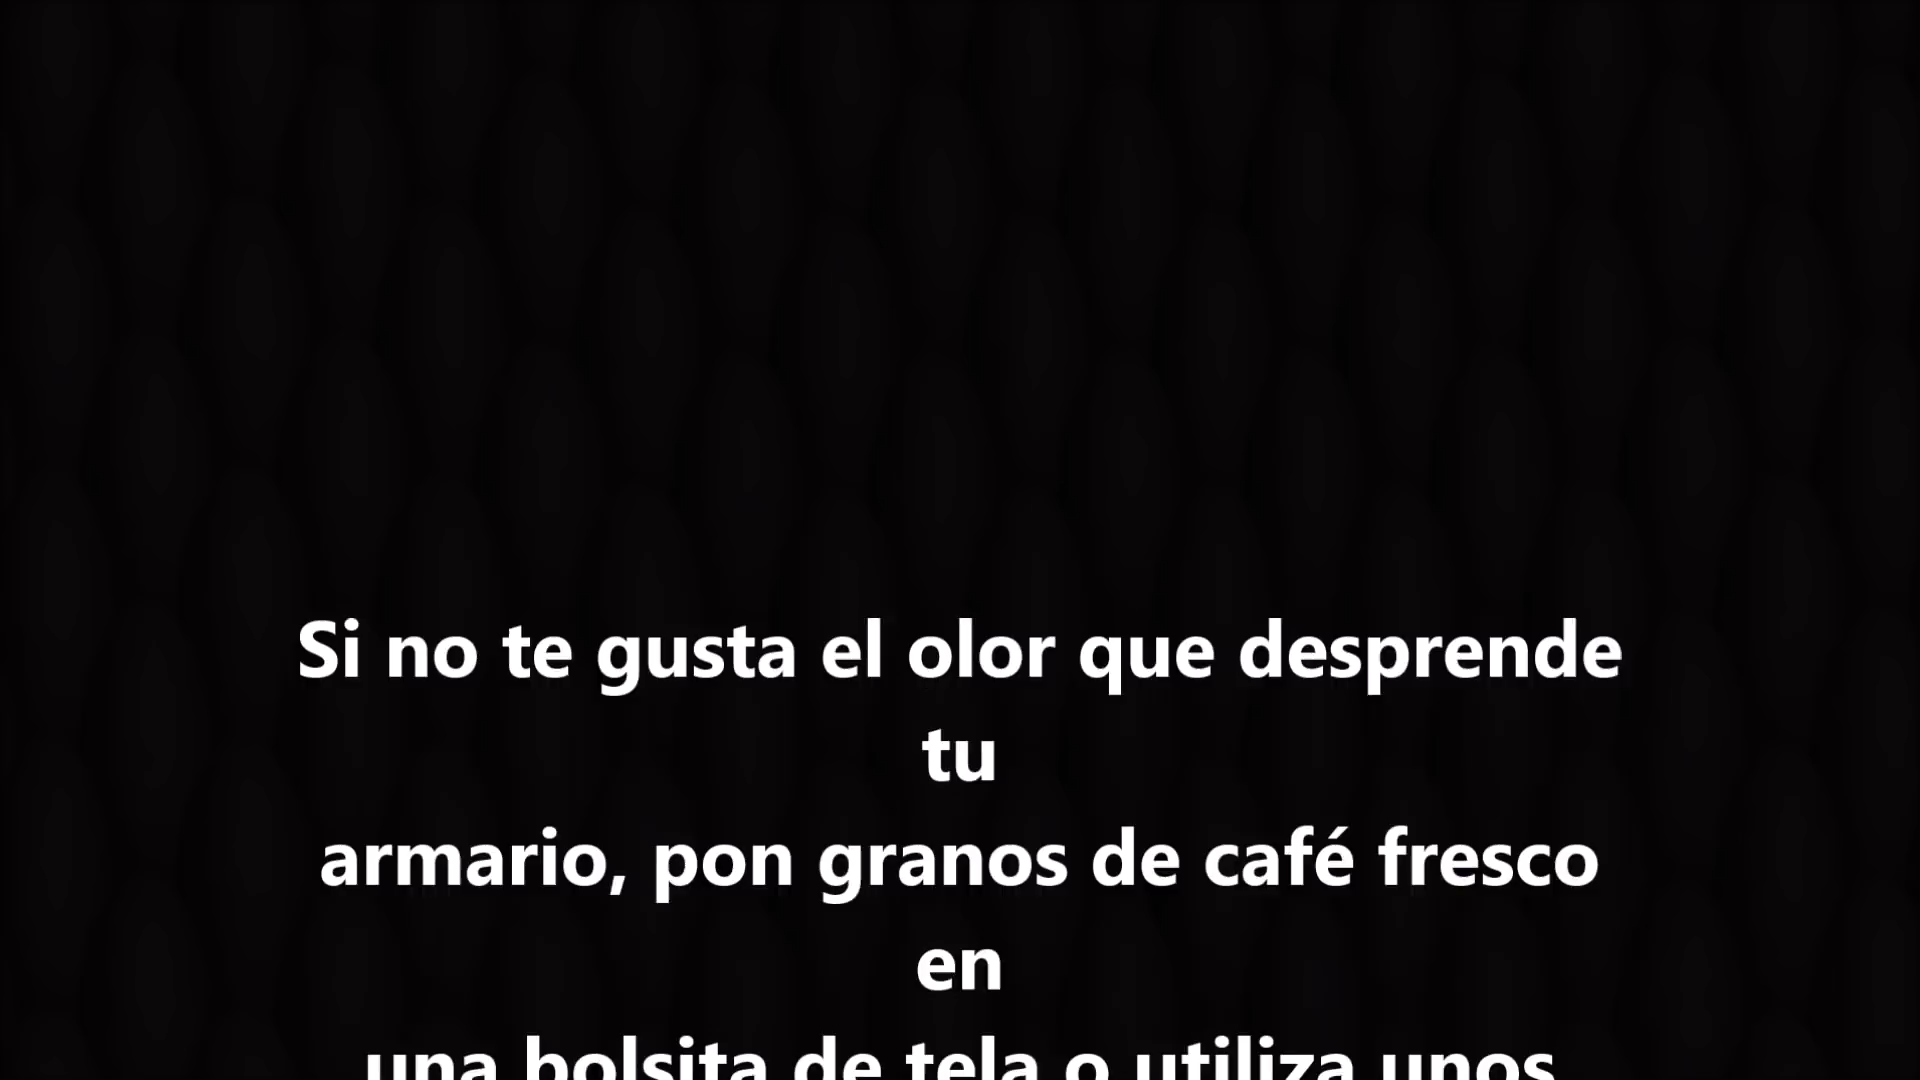 Si no te gusta el olor que desprende
tu
armario, pon granos de café fresco
en
una bolsita de tela o utiliza unos